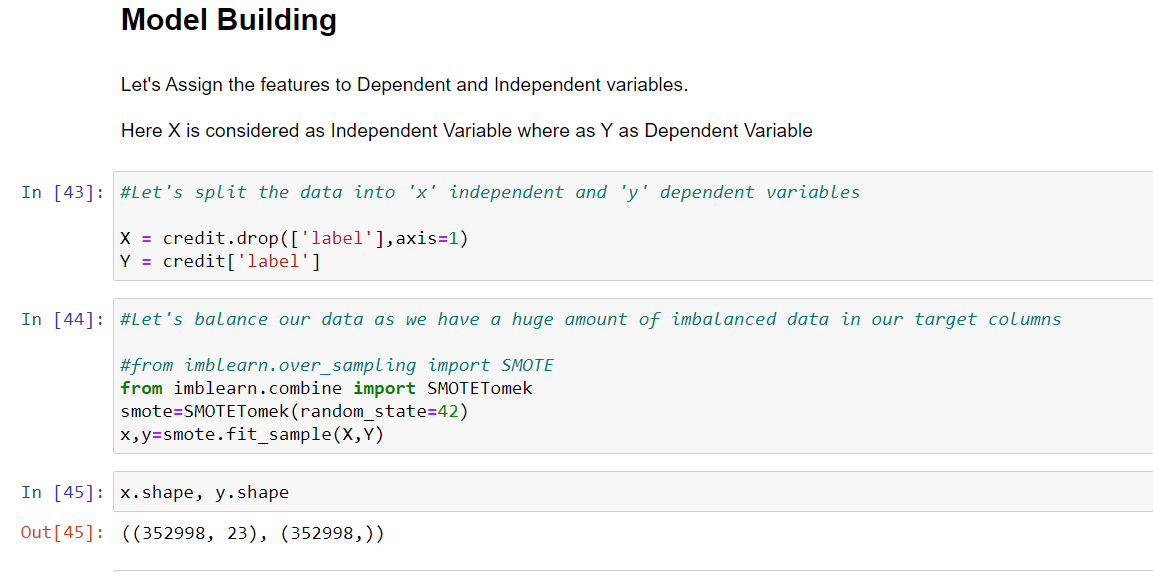 Model Building
Let's Assign the features to Dependent and Independent variables.
Here X is considered as Independent Variable where as Y as Dependent Variable
In [43]: #Let's split the data into 'x' independent and 'y' dependent variables
X = credit.drop(['label'],axis=1)
Y = credit['label']
In [44]: #Let's balance our data as we have a huge amount of imbalanced data in our target columns
#from imblearn.over_sampling import SMOTE
from imblearn.combine import SMOTETomek
smote=SMOTETomek(random_state=42)
x,y=smote.fit_sample(X,Y)
In [45]: x.shape, y.shape
Out[45]: ((352998, 23), (352998,))